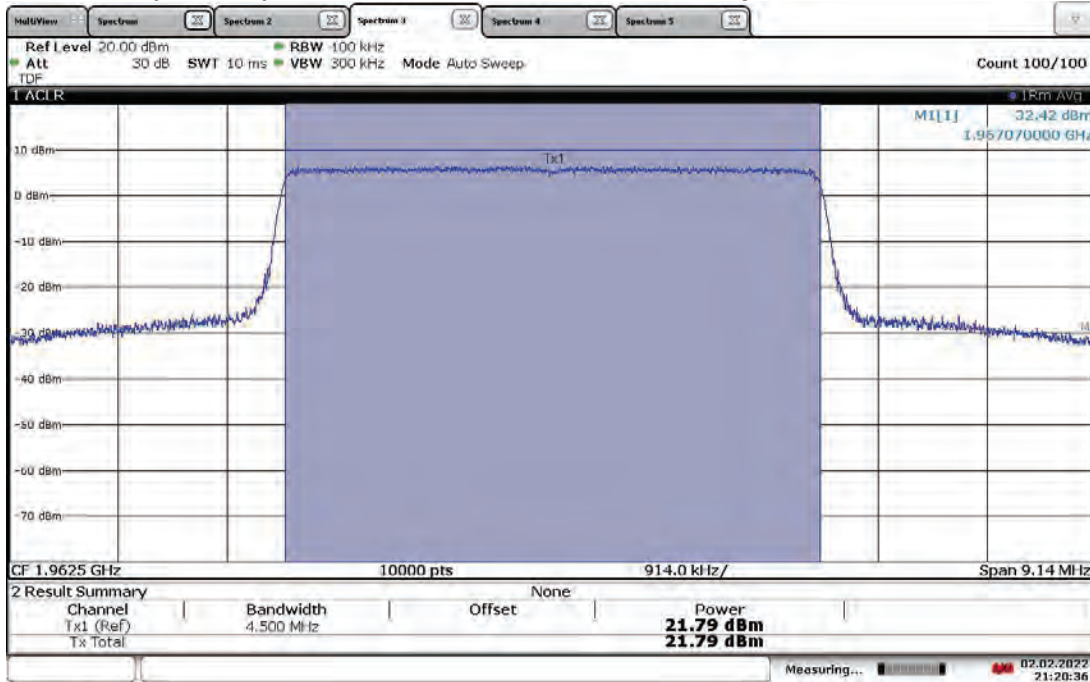 MultiView Spectrum Spectrum 2 Spectrum 3 Spectrum 4 Spectrum 5
Ref Level 20.00 dBm RBW 100 kHz
Att 30 dB SWT 10 ms VBW 300 kHz Mode Auto Sweep Count 100/100
TDF
1 ACLR 1Rm Avg
M1[1] 32.42 dBm
1.967070000 GHz
10 dBm
Tx1
0 dBm
-10 dBm
-20 dBm
-30 dBm
-40 dBm
-50 dBm
-60 dBm
-70 dBm
CF 1.9625 GHz 10000 pts 914.0 kHz/ Span 9.14 MHz
2 Result Summary None
Channel Bandwidth Offset Power
Tx1 (Ref) 4.500 MHz 21.79 dBm
Tx Total 21.79 dBm
Measuring... 02.02.2022
21:20:36